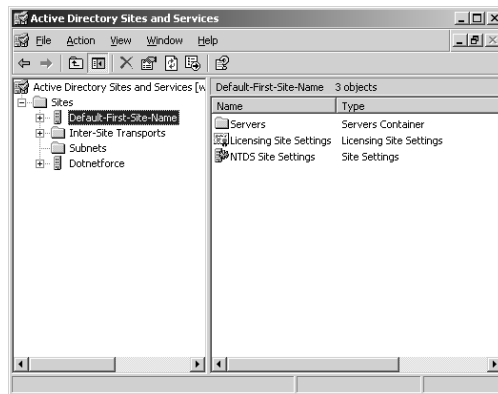 Active Directory Sites and Services
File Action View Window Help
Active Directory Sites and Services [w
Sites
Default-First-Site-Name
Inter-Site Transports
Subnets
Dotnetforce
Default-First-Site-Name 3 objects
Name Type
Servers Servers Container
Licensing Site Settings Licensing Site Settings
NTDS Site Settings Site Settings